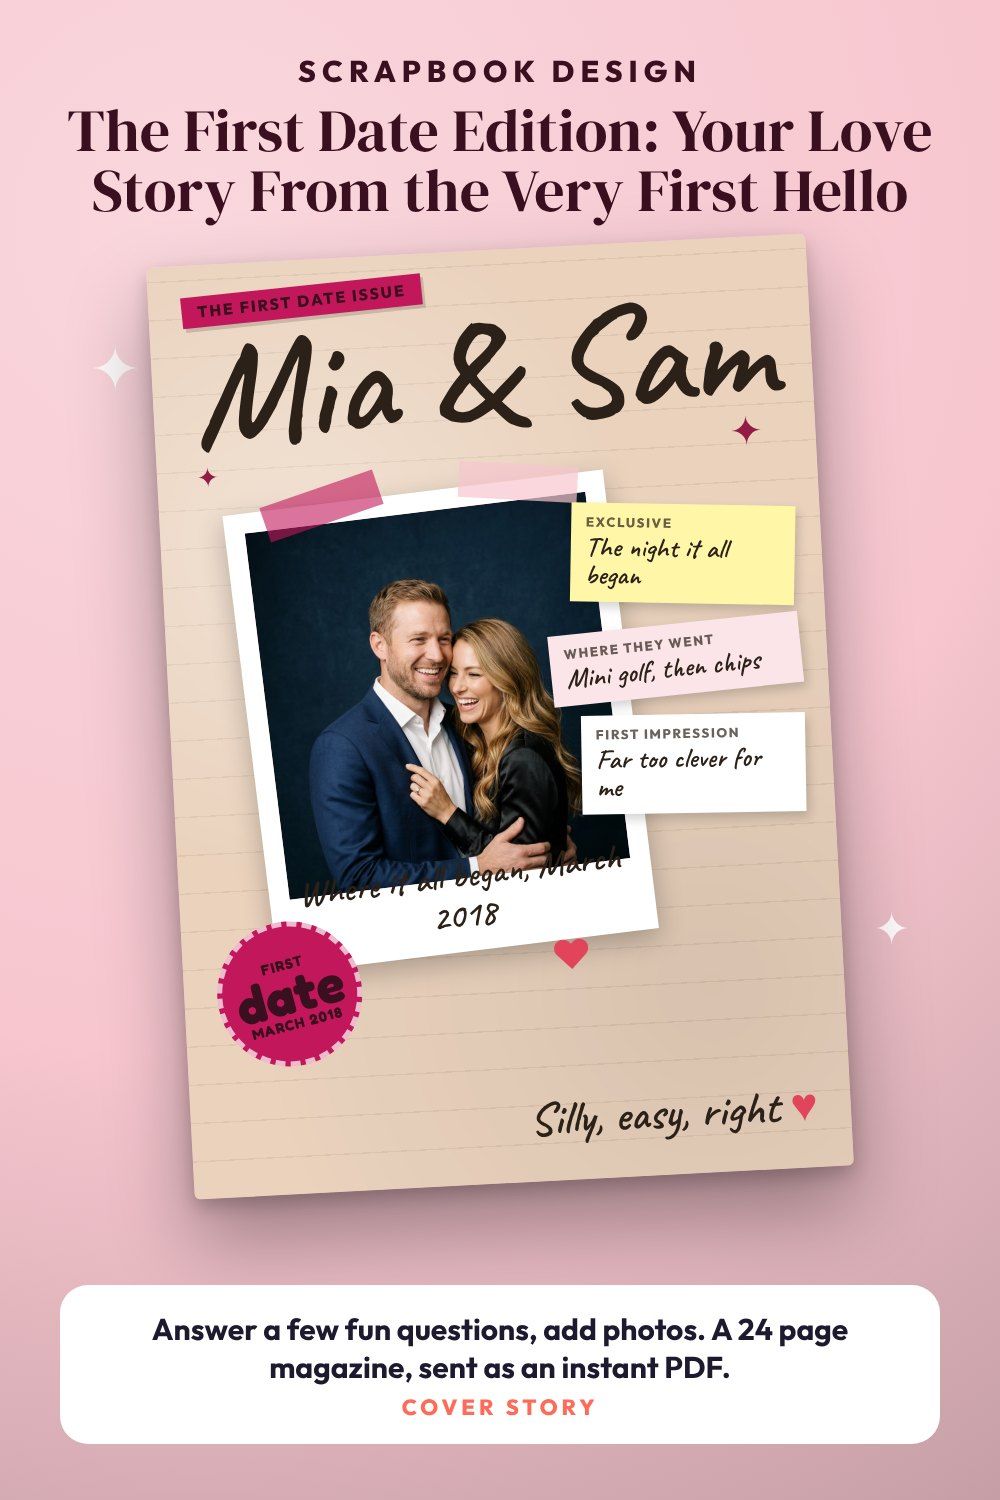 SCRAPBOOK DESIGN
The First Date Edition: Your Love
Story From the Very First Hello
THE FIRST DATE ISSUE
Mia & Sam
EXCLUSIVE
The night it all
began
WHERE THEY WENT
Mini golf, then chips
FIRST IMPRESSION
Far too clever for
me
Where it all began, March
2018
FIRST
date
MARCH 2018
Silly, easy, right ♥
Answer a few fun questions, add photos. A 24 page
magazine, sent as an instant PDF.
COVER STORY